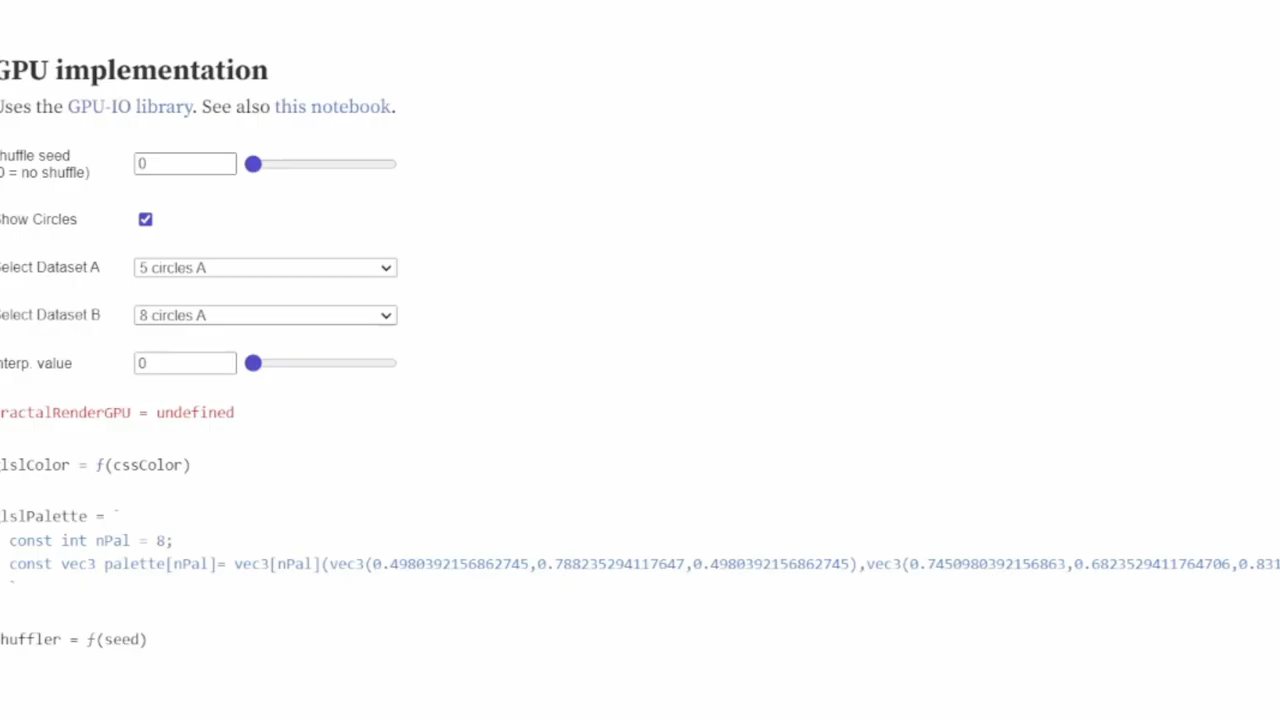 GPU implementation
Uses the GPU-IO library. See also this notebook.
huffle seed
0 = no shuffle)
0
how Circles
elect Dataset A
5 circles A
elect Dataset B
8 circles A
nterp. value
0
ractalRenderGPU = undefined
lslColor = ƒ(cssColor)
lslPalette = `
const int nPal = 8;
const vec3 palette[nPal]= vec3[nPal](vec3(0.4980392156862745,0.788235294117647,0.4980392156862745),vec3(0.7450980392156863,0.6823529411764706,0.831
`
huffler = ƒ(seed)